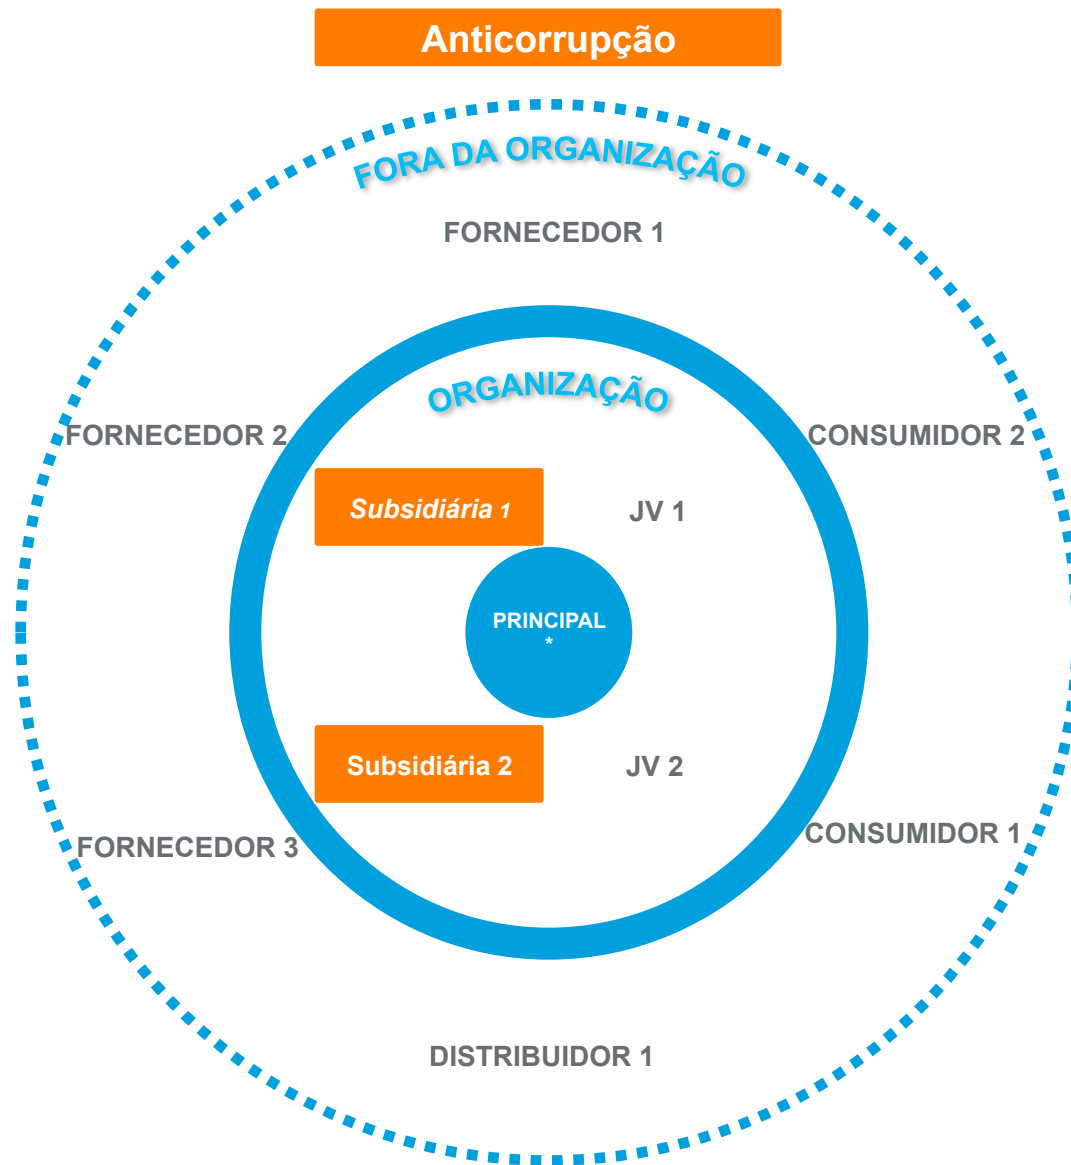 Anticorrupção
FORA DA ORGANIZAÇÃO
FORNECEDOR 1
ORGANIZAÇÃO
FORNECEDOR 2
CONSUMIDOR 2
Subsidiária 1
JV 1
PRINCIPAL
*
Subsidiária 2
JV 2
FORNECEDOR 3
CONSUMIDOR 1
DISTRIBUIDOR 1